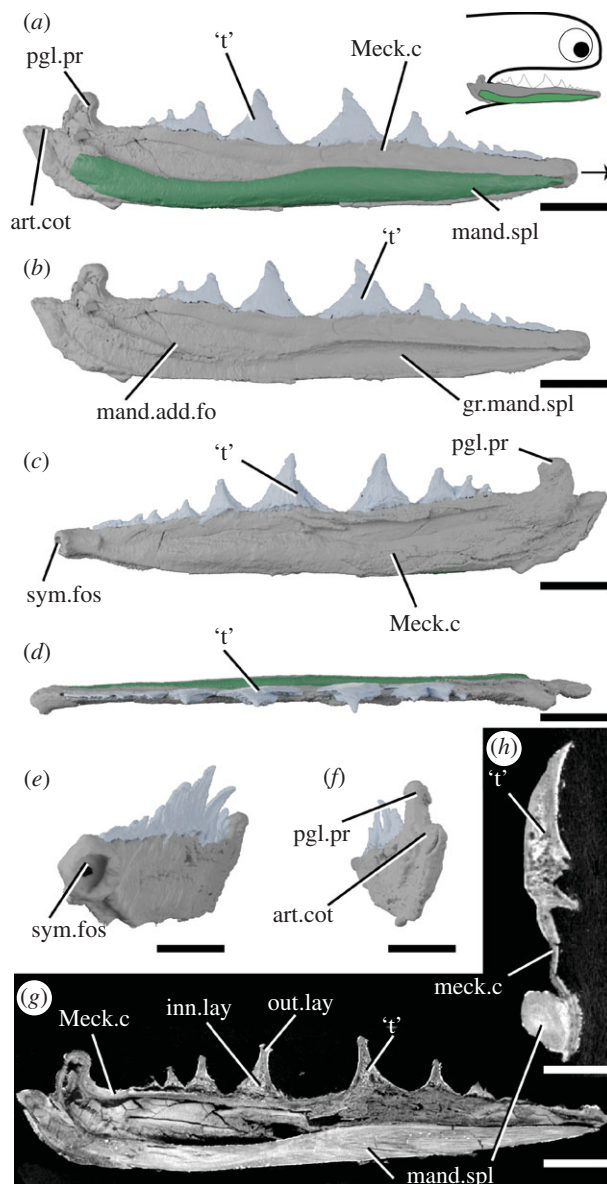 (a)
pgl.pr
‘t’
Meck.c
art.cot
mand.spl
(b)
‘t’
mand.add.fo
gr.mand.spl
(c)
‘t’
pgl.pr
sym.fos
Meck.c
(d)
‘t’
(e)
sym.fos
(f)
pgl.pr
art.cot
(h)
‘t’
meck.c
(g)
Meck.c
inn.lay
out.lay
‘t’
mand.spl